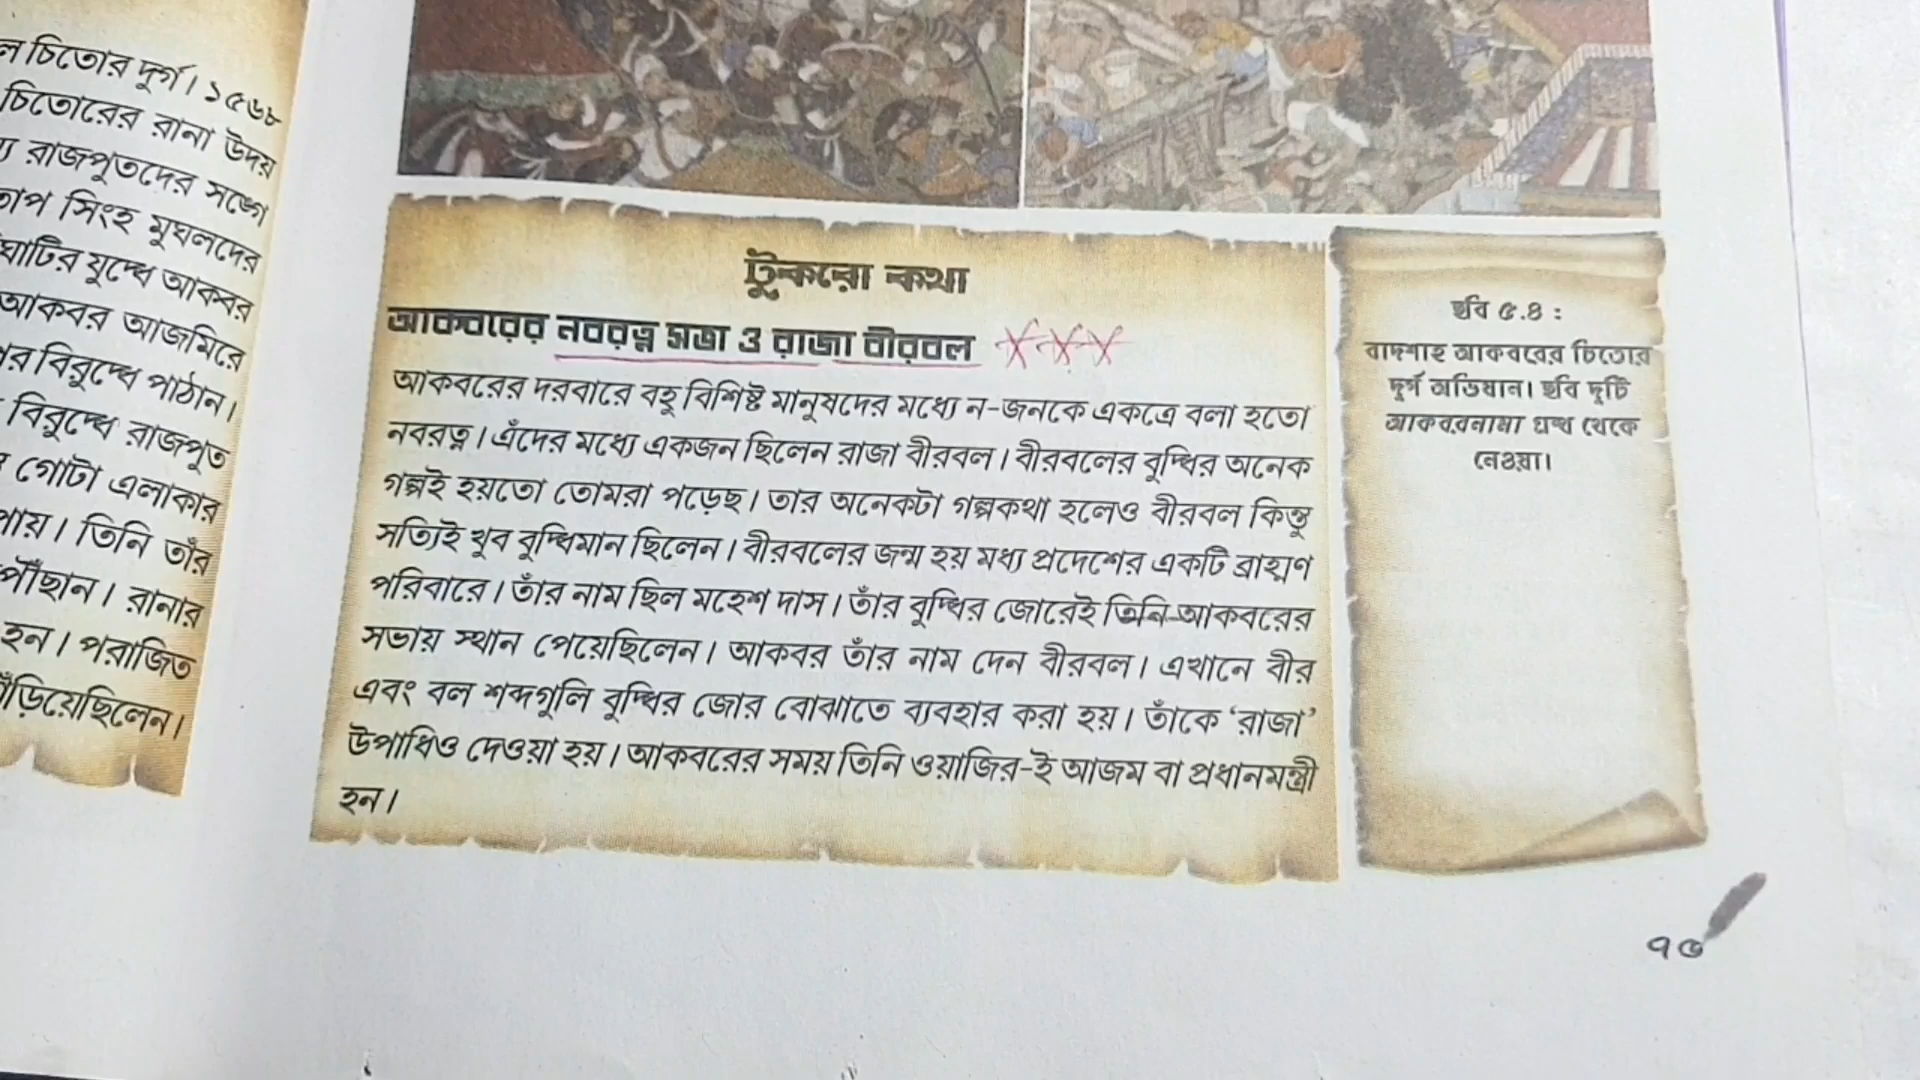 ল চিতোর দুর্গ। ১৫৬৮
চিতোরের রানা উদয়
রাজপুতদের সঙ্গে
সিংহ মুঘলদের
যুদ্ধে আকবর
আকবর আজমিরে
বিরুদ্ধে পাঠান।
বিরুদ্ধে রাজপুত
গোটা এলাকার
পায়। তিনি তাঁর
পৌঁছান। রানার
হন। পরাজিত
ড়িয়েছিলেন।
টুকরো কথা
আকবরের নবরত্ন সভা ও রাজা বীরবল
আকবরের দরবারে বহু বিশিষ্ট মানুষদের মধ্যে ন-জনকে একত্রে বলা হতো
নবরত্ন। এঁদের মধ্যে একজন ছিলেন রাজা বীরবল। বীরবলের বুদ্ধির অনেক
গল্পই হয়তো তোমরা পড়েছ। তার অনেকটা গল্পকথা হলেও বীরবল কিন্তু
সত্যিই খুব বুদ্ধিমান ছিলেন। বীরবলের জন্ম হয় মধ্য প্রদেশের একটি ব্রাহ্মণ
পরিবারে। তাঁর নাম ছিল মহেশ দাস। তাঁর বুদ্ধির জোরেই তিনি আকবরের
সভায় স্থান পেয়েছিলেন। আকবর তাঁর নাম দেন বীরবল। এখানে বীর
এবং বল শব্দগুলি বুদ্ধির জোর বোঝাতে ব্যবহার করা হয়। তাঁকে ‘রাজা’
উপাধিও দেওয়া হয়। আকবরের সময় তিনি ওয়াজির-ই আজম বা প্রধানমন্ত্রী
হন।
ছবি ৫.৪ :
বাদশাহ আকবরের চিতোর
দুর্গ অভিযান। ছবি দুটি
আকবরনামা গ্রন্থ থেকে
নেওয়া।